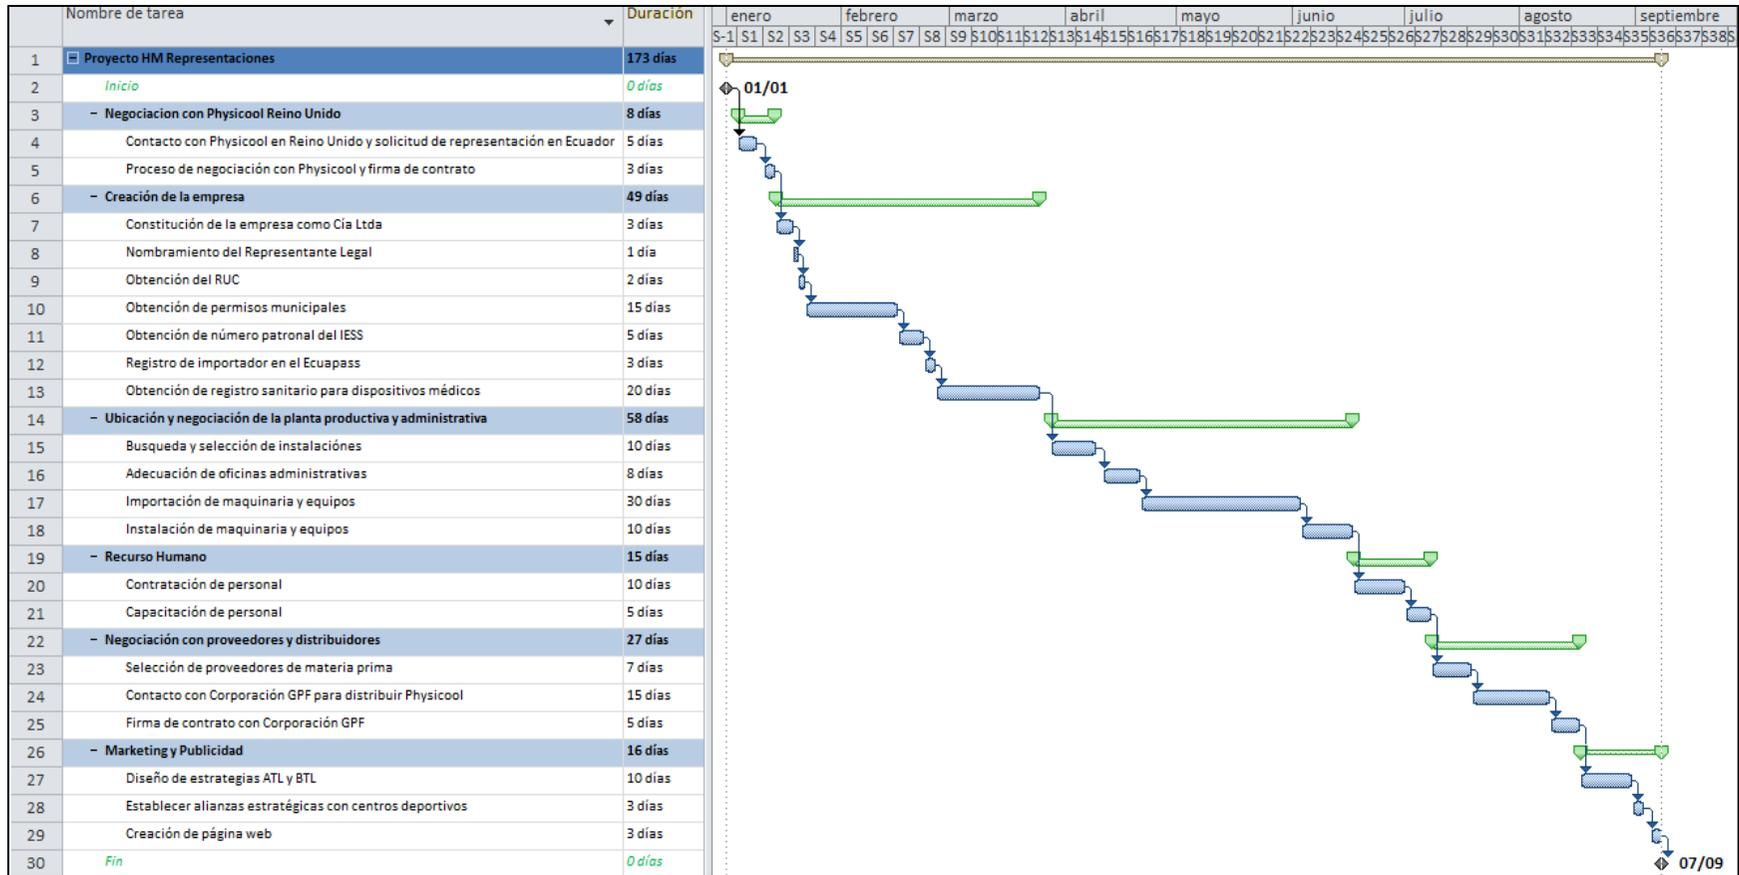 Nombre de tarea Duración enero febrero marzo abril mayo junio julio agosto septiembre
S-1 S1 S2 S3 S4 S5 S6 S7 S8 S9 S10 S11 S12 S13 S14 S15 S16 S17 S18 S19 S20 S21 S22 S23 S24 S25 S26 S27 S28 S29 S30 S31 S32 S33 S34 S35 S36 S37 S38 S
1 Proyecto HM Representaciones 173 días
2 Inicio 0 días 01/01
3 Negociacion con Physicool Reino Unido 8 días
4 Contacto con Physicool en Reino Unido y solicitud de representación en Ecuador 5 días
5 Proceso de negociación con Physicool y firma de contrato 3 días
6 Creación de la empresa 49 días
7 Constitución de la empresa como Cía Ltda 3 días
8 Nombramiento del Representante Legal 1 día
9 Obtención del RUC 2 días
10 Obtención de permisos municipales 15 días
11 Obtención de número patronal del IESS 5 días
12 Registro de importador en el Ecuapass 3 días
13 Obtención de registro sanitario para dispositivos médicos 20 días
14 Ubicación y negociación de la planta productiva y administrativa 58 días
15 Busqueda y selección de instalaciónes 10 días
16 Adecuación de oficinas administrativas 8 días
17 Importación de maquinaria y equipos 30 días
18 Instalación de maquinaria y equipos 10 días
19 Recurso Humano 15 días
20 Contratación de personal 10 días
21 Capacitación de personal 5 días
22 Negociación con proveedores y distribuidores 27 días
23 Selección de proveedores de materia prima 7 días
24 Contacto con Corporación GPF para distribuir Physicool 15 días
25 Firma de contrato con Corporación GPF 5 días
26 Marketing y Publicidad 16 días
27 Diseño de estrategias ATL y BTL 10 días
28 Establecer alianzas estratégicas con centros deportivos 3 días
29 Creación de página web 3 días
30 Fin 0 días 07/09